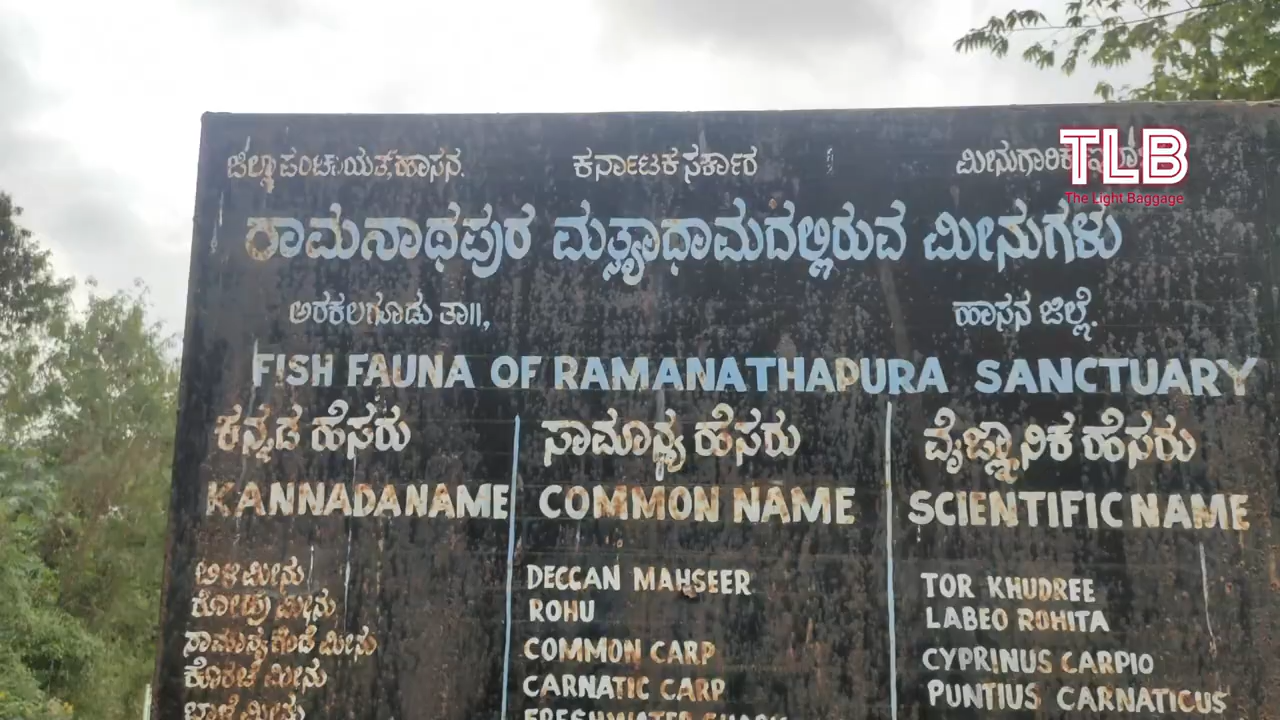 ಜಿಲ್ಲಾ ಪಂಚಾಯತ್, ಹಾಸನ. ಕರ್ನಾಟಕ ಸರ್ಕಾರ
TLB
The Light Baggage
ರಾಮನಾಥಪುರ ಮತ್ಸ್ಯಾಧಾಮದಲ್ಲಿರುವ ಮೀನುಗಳು
ಅರಕಲಗೂಡು ತಾ||, ಹಾಸನ ಜಿಲ್ಲೆ.
FISH FAUNA OF RAMANATHAPURA SANCTUARY
ಕನ್ನಡ ಹೆಸರು ಸಾಮಾನ್ಯ ಹೆಸರು ವೈಜ್ಞಾನಿಕ ಹೆಸರು
KANNADA NAME COMMON NAME SCIENTIFIC NAME
ಬಿಳಿ ಮೀನು DECCAN MAHSEER TOR KHUDREE
ರೋಹು ಮೀನು ROHU LABEO ROHITA
ಸಾಮಾನ್ಯ ಗೆಂಡೆ ಮೀನು COMMON CARP CYPRINUS CARPIO
ಮೀನು CARNATIC CARP PUNTIUS CARNATICUS
ಬಾಳೆ ಮೀನು FRESHWATER SHARK